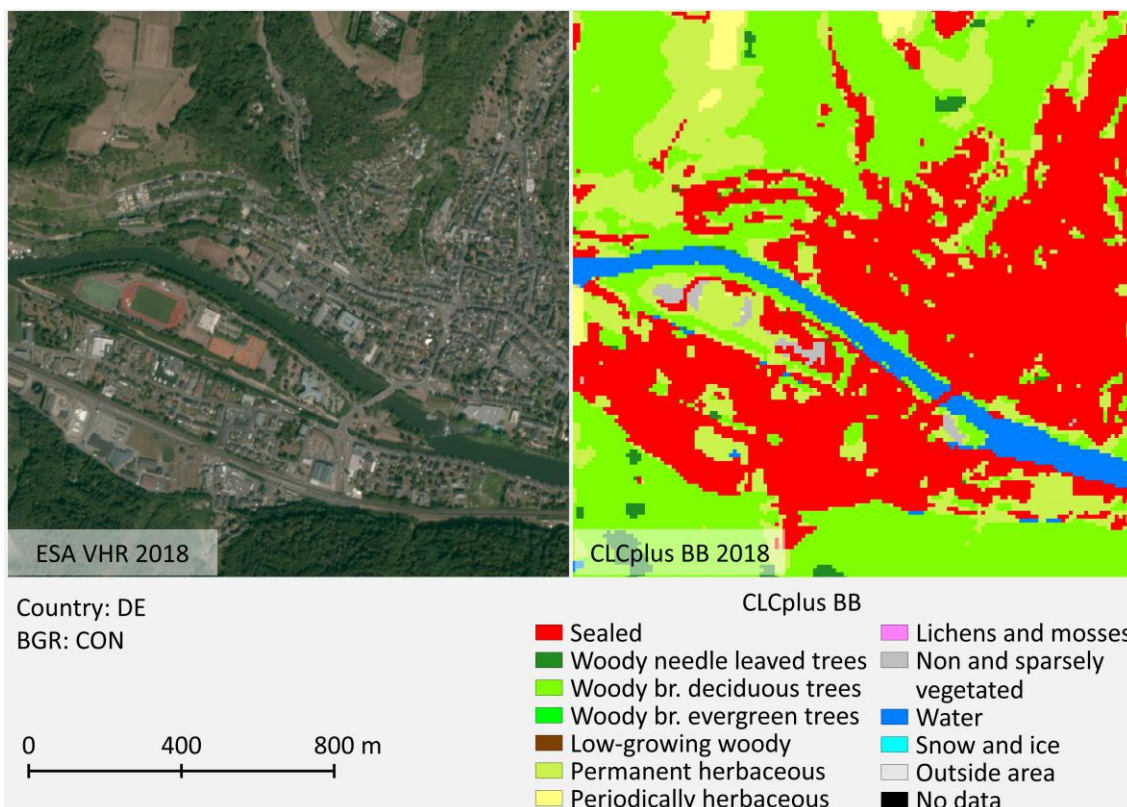 ESA VHR 2018
CLCplus BB 2018
Country: DE
BGR: CON
0 400 800 m
CLCplus BB
Sealed
Woody needle leaved trees
Woody br. deciduous trees
Woody br. evergreen trees
Low-growing woody
Permanent herbaceous
Periodically herbaceous
Lichens and mosses
Non and sparsely
vegetated
Water
Snow and ice
Outside area
No data